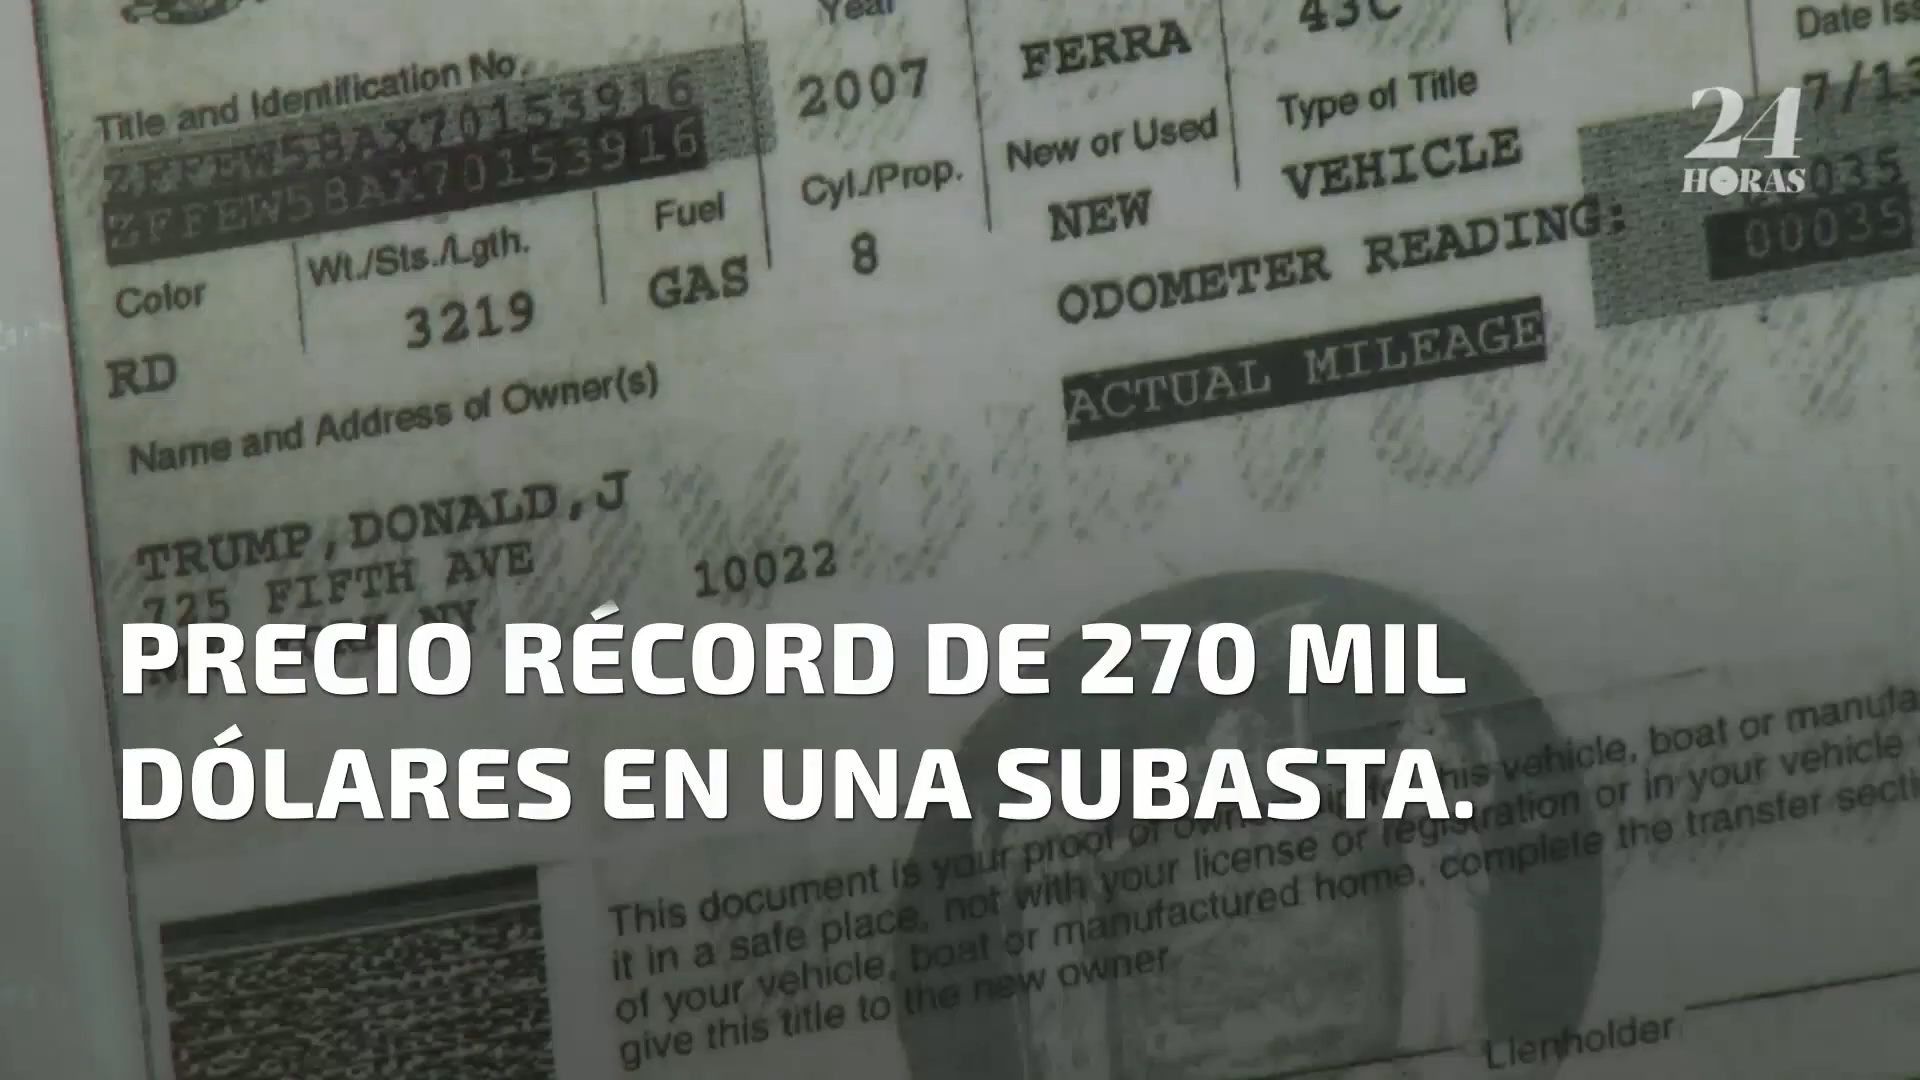 Year
Title and Identification No.
ZFFEW58AX70153916
ZFFEW58AX70153916
2007
FERRA
43C
Date Iss
7/13
Color
Wt./Sts./Lgth.
Fuel
Cyl./Prop.
New or Used
Type of Title
RD
3219
GAS
8
NEW
VEHICLE
ODOMETER READING:
00035
ACTUAL MILEAGE
Name and Address of Owner(s)
TRUMP,DONALD,J
725 FIFTH AVE
NY 10022
24
HORAS
PRECIO RÉCORD DE 270 MIL
DÓLARES EN UNA SUBASTA.
This document is your proof of for this vehicle, boat or manufa
it in a safe place, not with your license or registration or in your vehicle
of your vehicle, boat or manufactured home, complete the transfer secti
give this title to the new owner
Lienholder